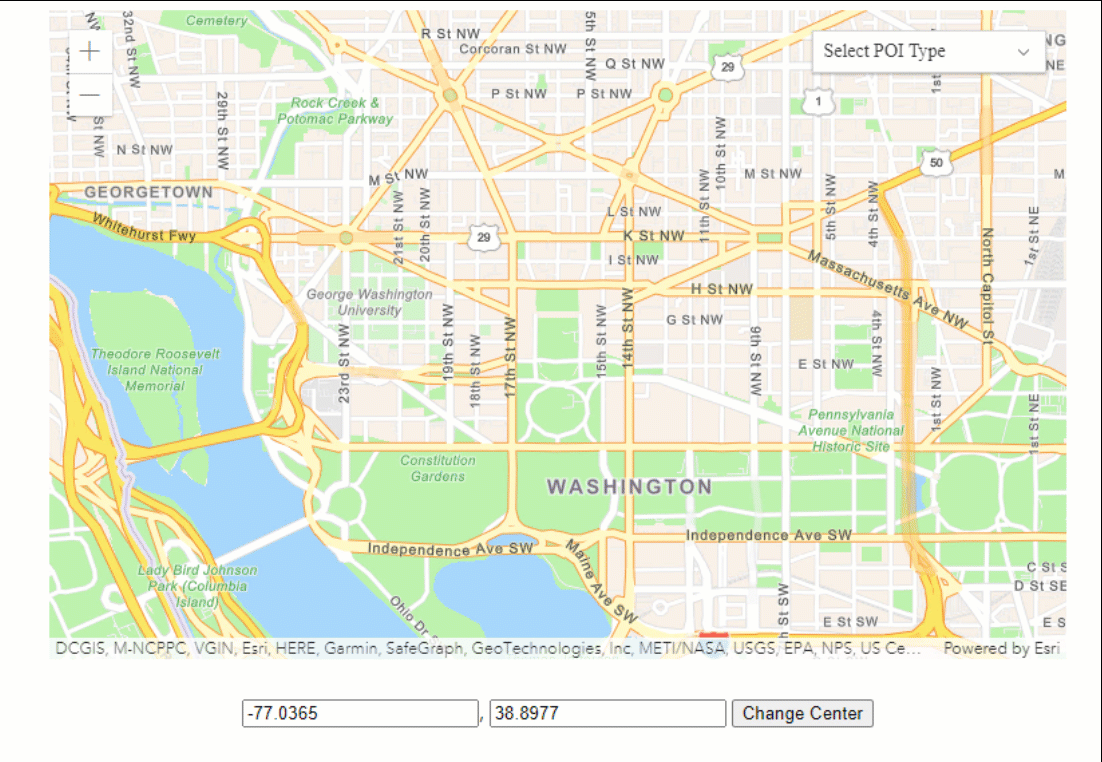 Cemetery
32nd St NW
R St NW
5th St NW
Corcoran St NW
Select POI Type
+
Q St NW
29
P St NW
P St NW
1
—
Rock Creek &
Potomac Parkway
29th St NW
N St NW
10th St NW
50
M St NW
M St NW
GEORGETOWN
21st St NW
20th St NW
L St NW
11th St NW
5th St NW
4th St NW
Whitehurst Fwy
29
K St NW
I St NW
1st St NE
North Capitol St
Massachusetts Ave NW
H St NW
George Washington
University
G St NW
23rd St NW
19th St NW
18th St NW
17th St NW
15th St NW
14th St NW
9th St NW
4th St NW
Theodore Roosevelt
Island National
Memorial
E St NW
1st St NW
1st St NE
Pennsylvania
Avenue National
Historic Site
Constitution
Gardens
WASHINGTON
Independence Ave SW
Independence Ave SW
Maine Ave SW
Lady Bird Johnson
Park (Columbia
Island)
Ohio Dr
C St S
D St SE
E St SW
E S
DCGIS, M-NCPPC, VGIN, Esri, HERE, Garmin, SafeGraph, GeoTechnologies, Inc, METI/NASA, USGS, EPA, NPS, US Ce...
Powered by Esri
-77.0365, 38.8977 Change Center